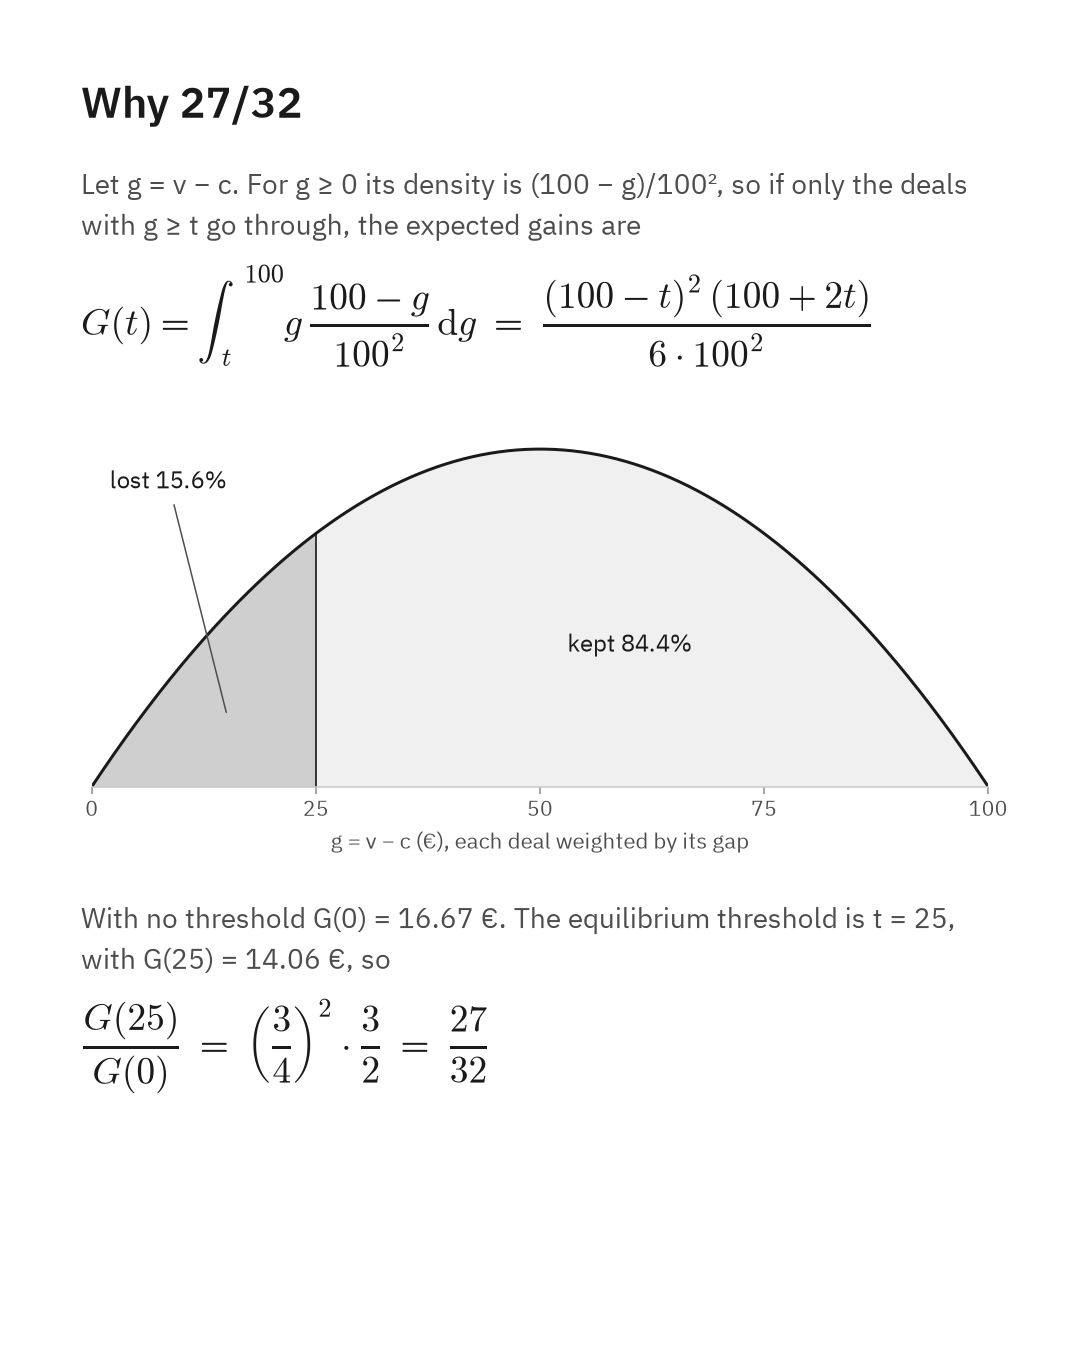 Why 27/32
Let g = v − c. For g ≥ 0 its density is (100 − g)/100², so if only the deals
with g ≥ t go through, the expected gains are
G(t) = ∫_t^100 g (100 − g)/100² dg = (100 − t)² (100 + 2t)/(6 · 100²)
lost 15.6%
kept 84.4%
0 25 50 75 100
g = v − c (€), each deal weighted by its gap
With no threshold G(0) = 16.67 €. The equilibrium threshold is t = 25,
with G(25) = 14.06 €, so
G(25)/G(0) = (3/4)² · 3/2 = 27/32